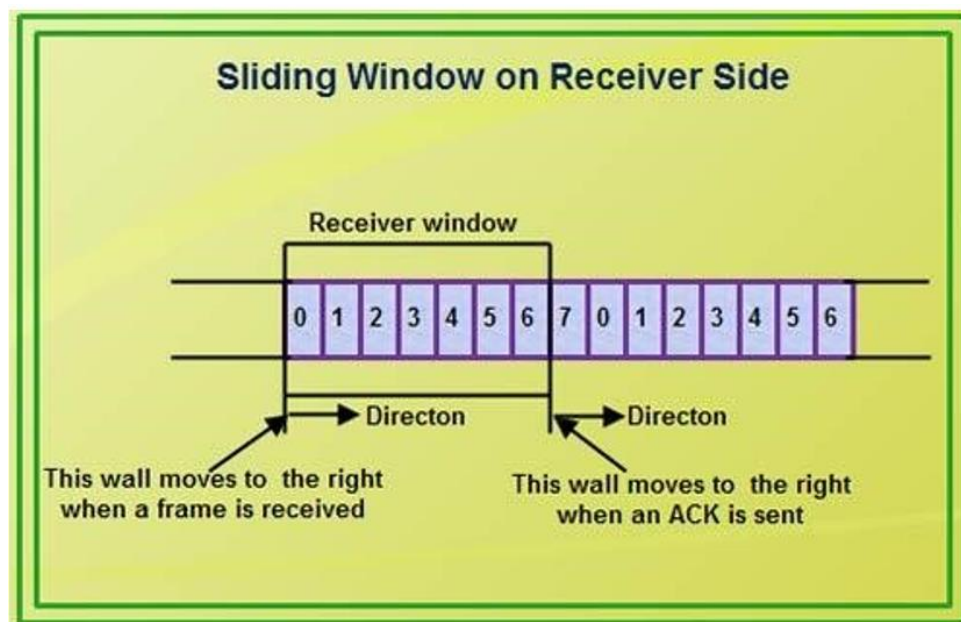 Sliding Window on Receiver Side
Receiver window
0 1 2 3 4 5 6 7 0 1 2 3 4 5 6
Directon
Directon
This wall moves to the right
when a frame is received
This wall moves to the right
when an ACK is sent